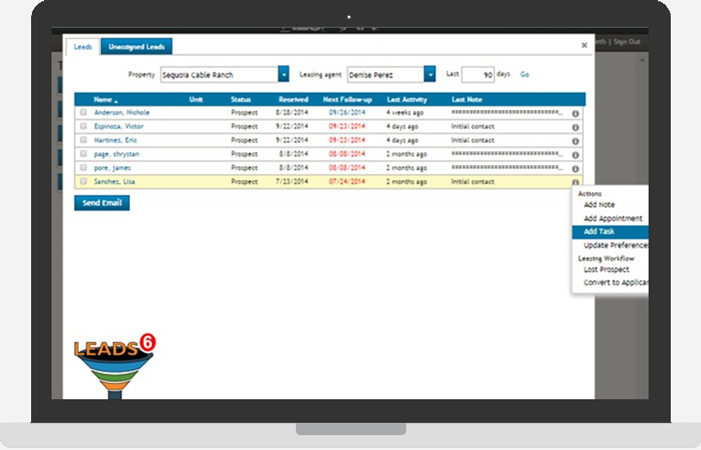 Sign Out
Leads Unassigned Leads
Property Sequoia Cable Ranch Leasing agent Denise Perez Last 90 days Go
Name Unit Status Received Next Follow-up Last Activity Last Note
Anderson, Nichole Prospect 8/28/2014 09/26/2014 4 weeks ago
Espinosa, Victor Prospect 9/22/2014 09/23/2014 4 days ago Initial contact
Martinez, Eric Prospect 9/22/2014 09/23/2014 4 days ago Initial contact
page, chrystan Prospect 8/8/2014 08/08/2014 2 months ago
pore, james Prospect 8/8/2014 08/08/2014 2 months ago
Sanchez, Lisa Prospect 7/23/2014 07/24/2014 2 months ago Initial contact
Send Email
Actions
Add Note
Add Appointment
Add Task
Update Preferences
Leasing Workflow
Lost Prospect
Convert to Applica
LEADS 6